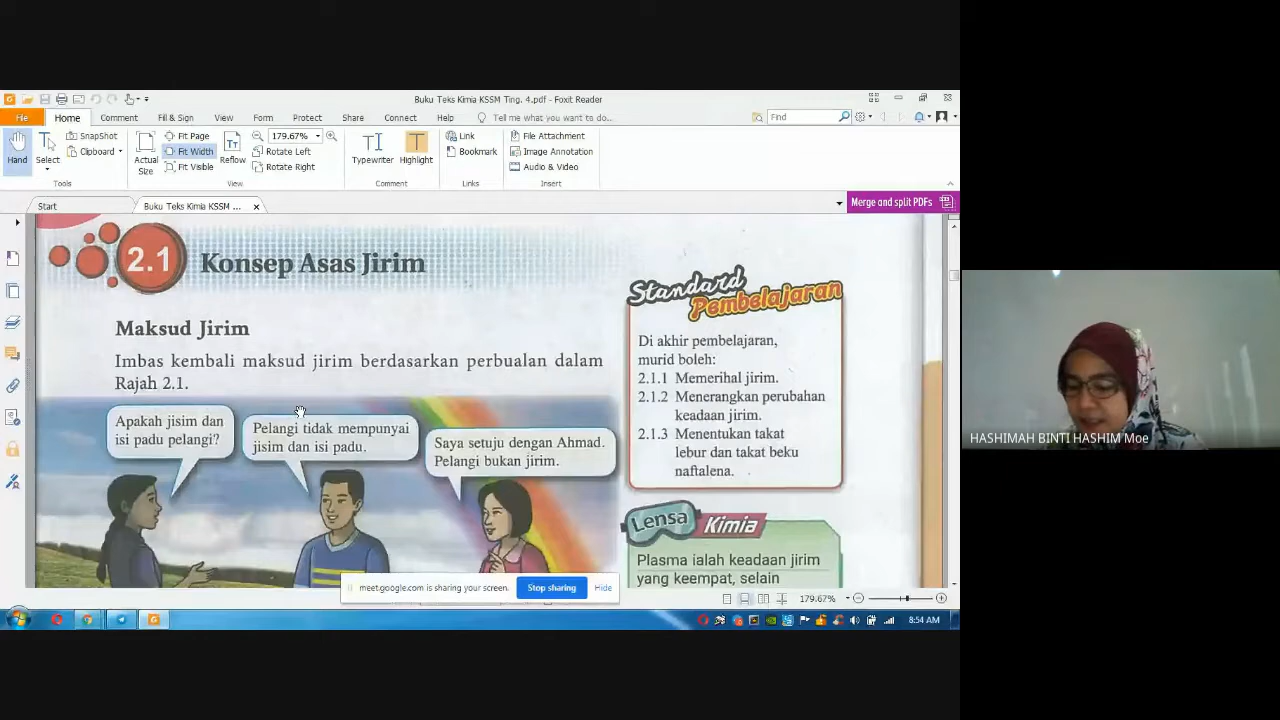 Buku Teks Kimia KSSM Ting. 4.pdf - Foxit Reader
File Home Comment Fill & Sign View Form Protect Share Connect Help Tell me what you want to do... Find
Hand
Select
SnapShot
Clipboard
Actual Size
Fit Page
Fit Width
Fit Visible
Reflow
179.67%
Rotate Left
Rotate Right
Typewriter
Highlight
Link
Bookmark
File Attachment
Image Annotation
Audio & Video
Tools View Comment Links Insert
Start
Buku Teks Kimia KSSM ...
Merge and split PDFs
2.1 Konsep Asas Jirim
Maksud Jirim
Imbas kembali maksud jirim berdasarkan perbualan dalam
Rajah 2.1.
Apakah jisim dan
isi padu pelangi?
Pelangi tidak mempunyai
jisim dan isi padu.
Saya setuju dengan Ahmad.
Pelangi bukan jirim.
Standard
Pembelajaran
Di akhir pembelajaran,
murid boleh:
2.1.1 Memerihal jirim.
2.1.2 Menerangkan perubahan
keadaan jirim.
2.1.3 Menentukan takat
lebur dan takat beku
naftalena.
Lensa Kimia
Plasma ialah keadaan jirim
yang keempat, selain
meet.google.com is sharing your screen. Stop sharing Hide
179.67%
8:54 AM
HASHIMAH BINTI HASHIM Moe